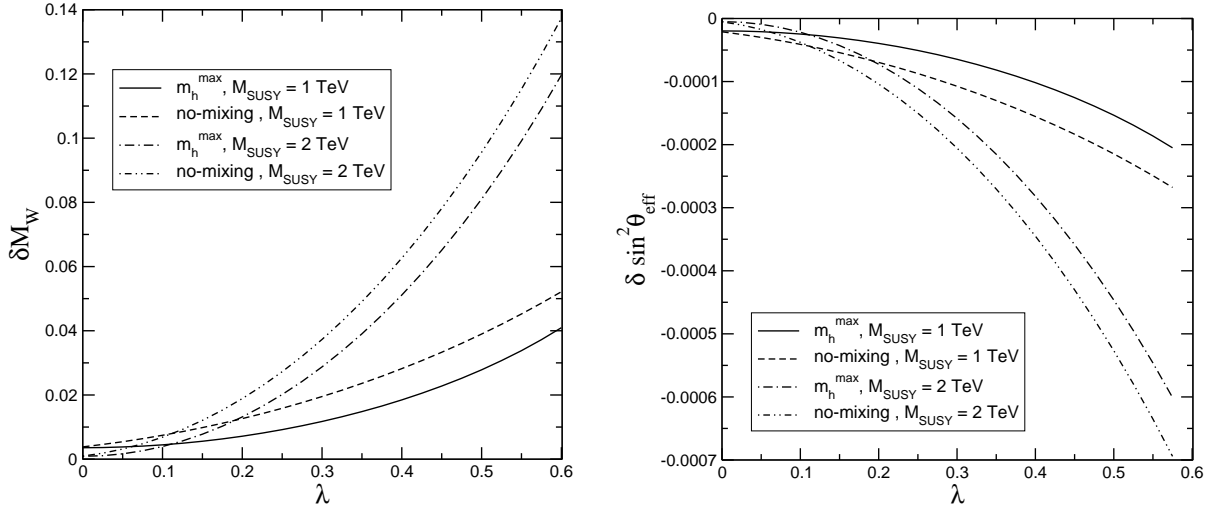 0.14
0.12
0.1
0.08
0.06
0.04
0.02
0
δM_W
m_h^max, M_SUSY = 1 TeV
no-mixing , M_SUSY = 1 TeV
m_h^max, M_SUSY = 2 TeV
no-mixing , M_SUSY = 2 TeV
0 0.1 0.2 0.3 0.4 0.5 0.6
λ
0
-0.0001
-0.0002
-0.0003
-0.0004
-0.0005
-0.0006
-0.0007
δ sin^2θ_eff
m_h^max, M_SUSY = 1 TeV
no-mixing , M_SUSY = 1 TeV
m_h^max, M_SUSY = 2 TeV
no-mixing , M_SUSY = 2 TeV
0 0.1 0.2 0.3 0.4 0.5 0.6
λ